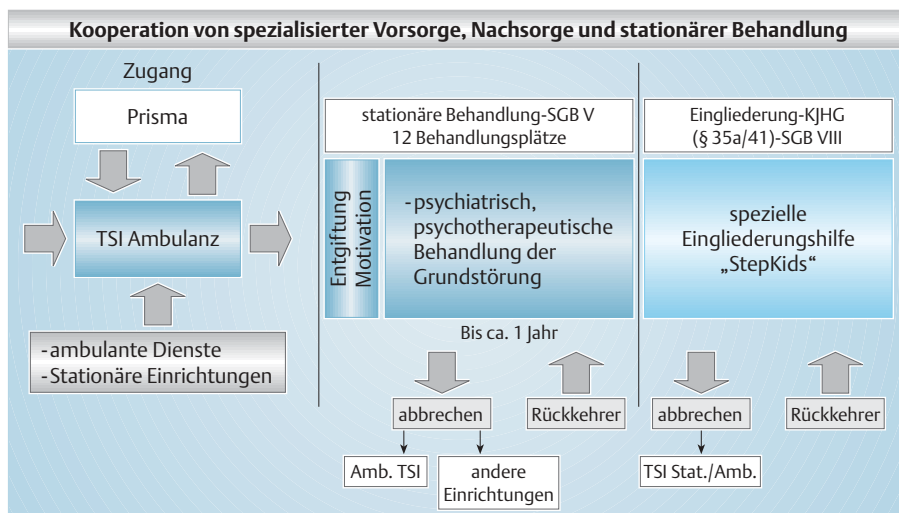 Kooperation von spezialisierter Vorsorge, Nachsorge und stationärer Behandlung
Zugang
Prisma
TSI Ambulanz
-ambulante Dienste
-Stationäre Einrichtungen
stationäre Behandlung-SGB V
12 Behandlungsplätze
Entgiftung
Motivation
-psychiatrisch,
psychotherapeutische
Behandlung der
Grundstörung
Bis ca. 1 Jahr
abbrechen
Rückkehrer
Amb. TSI
andere
Einrichtungen
Eingliederung-KJHG
(§ 35a/41)-SGB VIII
spezielle
Eingliederungshilfe
„StepKids“
abbrechen
Rückkehrer
TSI Stat./Amb.